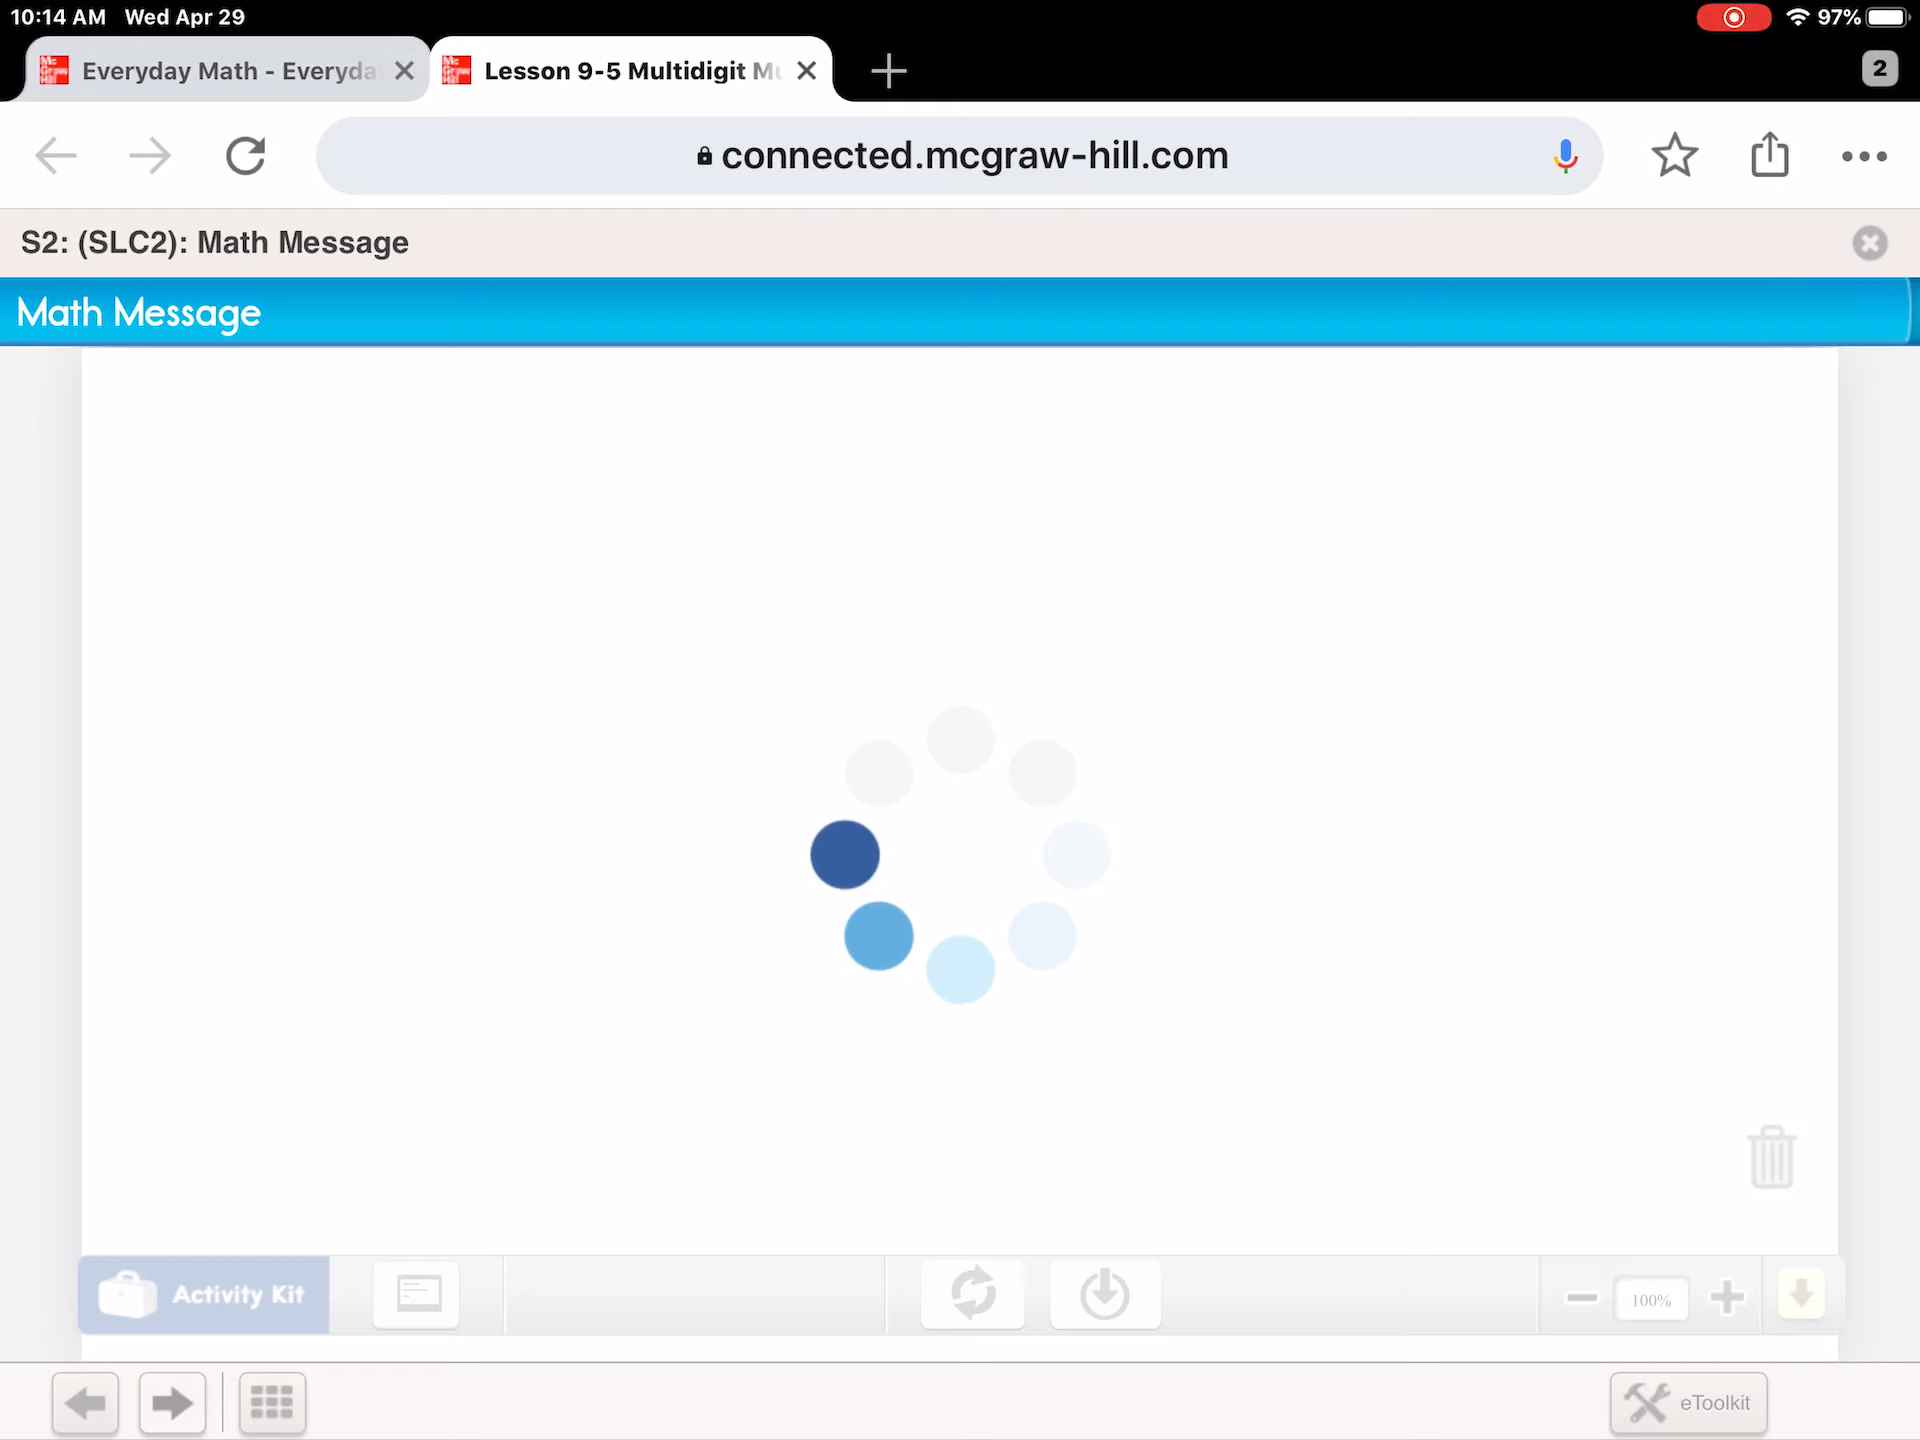 10:14 AM Wed Apr 29
97%
Everyday Math - Everyda
Lesson 9-5 Multidigit Mu
2
connected.mcgraw-hill.com
S2: (SLC2): Math Message
Math Message
Activity Kit
100%
eToolkit